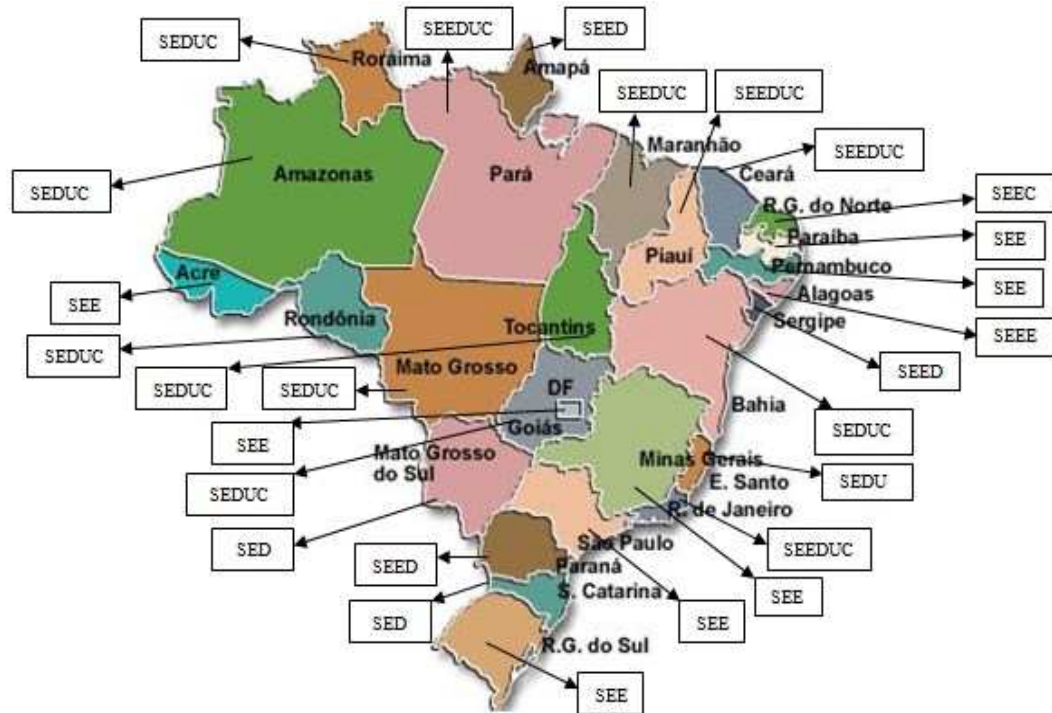 SEDUC
SEEDUC
SEED
Roraima
Amapá
SEEDUC
SEEDUC
Maranhão
SEEDUC
Ceará
Amazonas
Pará
SEDUC
SEEC
R.G. do Norte
Paraíba
SEE
Piauí
Pernambuco
Acre
SEE
Alagoas
SEE
Sergipe
Rondônia
Tocantins
SEEE
SEDUC
Mato Grosso
SEED
SEDUC
SEDUC
DF
Bahia
SEE
Goiás
SEDUC
Mato Grosso
do Sul
Minas Gerais
SEDU
E. Santo
SEDUC
R. de Janeiro
SED
São Paulo
SEEDUC
SEED
Paraná
S. Catarina
SEE
SED
SEE
R.G. do Sul
SEE